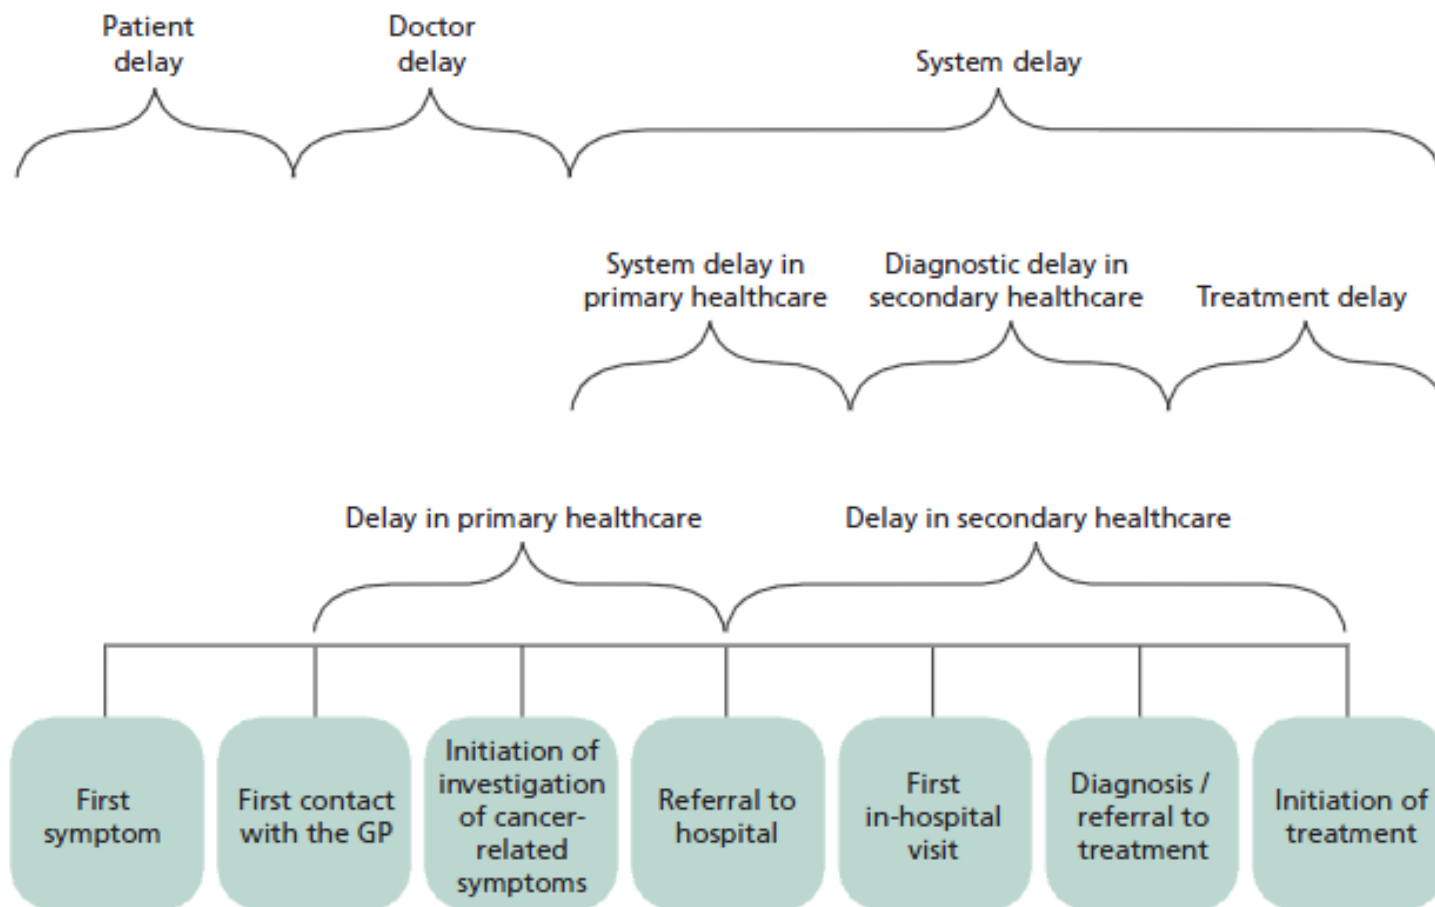 Patient
delay
Doctor
delay
System delay
System delay in
primary healthcare
Diagnostic delay in
secondary healthcare
Treatment delay
Delay in primary healthcare
Delay in secondary healthcare
First
symptom
First contact
with the GP
Initiation of
investigation
of cancer-
related
symptoms
Referral to
hospital
First
in-hospital
visit
Diagnosis /
referral to
treatment
Initiation of
treatment